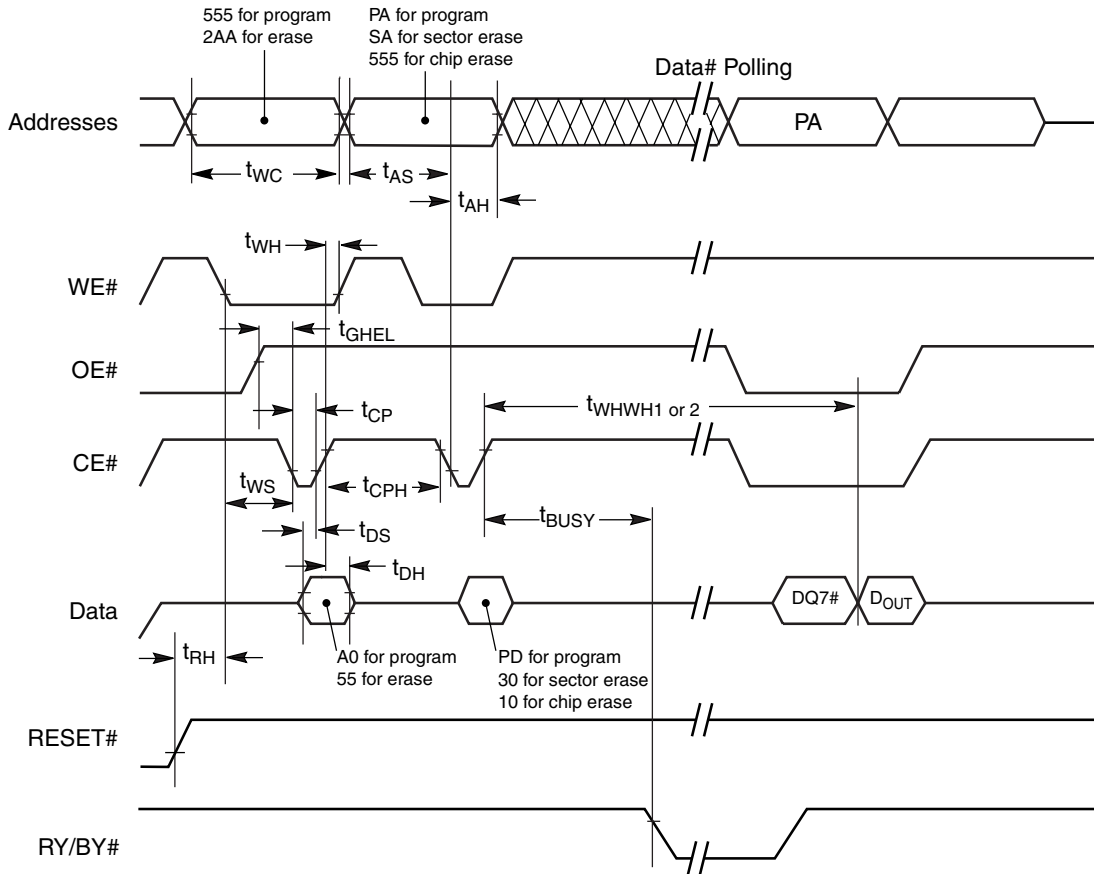 555 for program
2AA for erase
PA for program
SA for sector erase
555 for chip erase
Data# Polling
Addresses
PA
tWC
tAS
tAH
tWH
WE#
tGHEL
OE#
tWHWH1 or 2
tCP
CE#
tWS
tCPH
tBUSY
tDS
tDH
Data
DQ7#
DOUT
tRH
A0 for program
55 for erase
PD for program
30 for sector erase
10 for chip erase
RESET#
RY/BY#